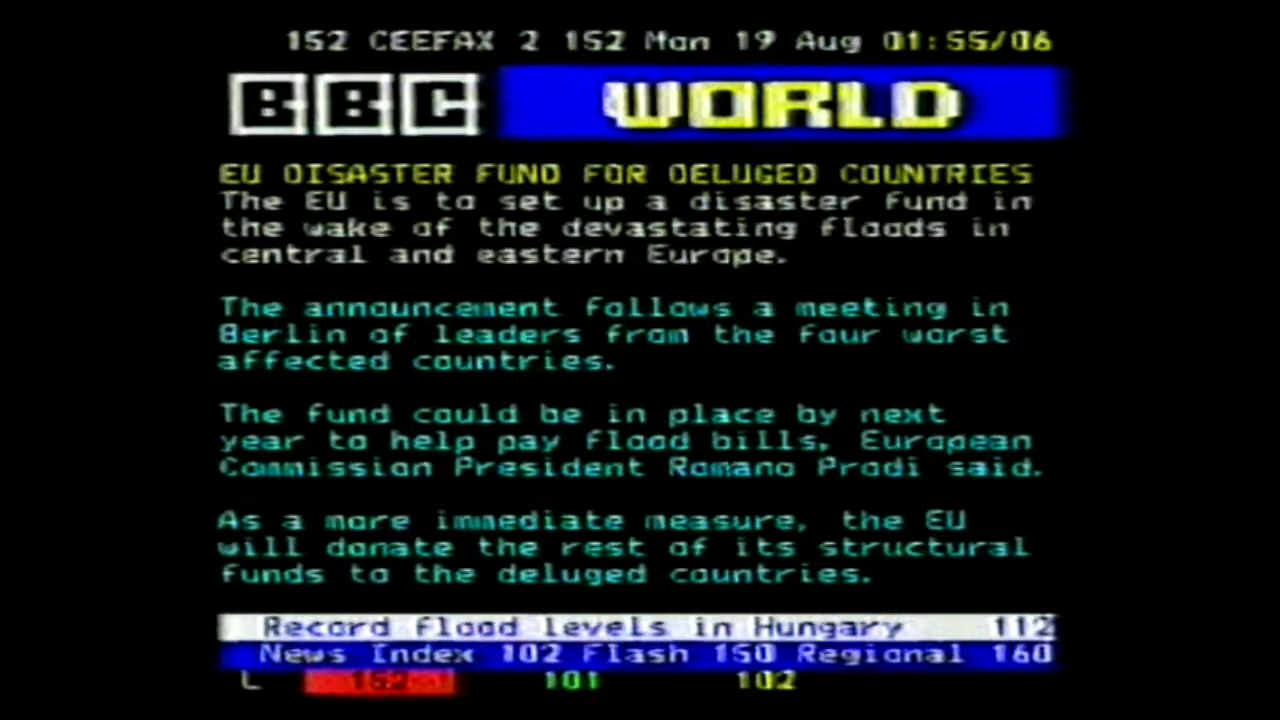 152 CEEFAX 2 152 Mon 19 Aug 01:55/06
BBC WORLD
EU DISASTER FUND FOR DELUGED COUNTRIES
The EU is to set up a disaster fund in
the wake of the devastating floods in
central and eastern Europe.
The announcement follows a meeting in
Berlin of leaders from the four worst
affected countries.
The fund could be in place by next
year to help pay flood bills, European
Commission President Romano Prodi said.
As a more immediate measure, the EU
will donate the rest of its structural
funds to the deluged countries.
Record flood levels in Hungary 112
News Index 102 Flash 150 Regional 160
L 152 101 102